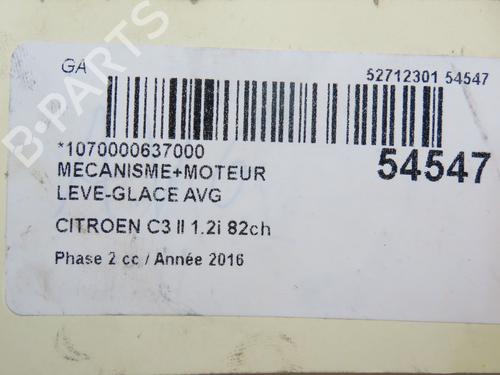 GA
52712301 54547
*1070000637000
54547
MECANISME+MOTEUR
LEVE-GLACE AVG
CITROEN C3 II 1.2i 82ch
Phase 2 cc / Année 2016
B-PARTS